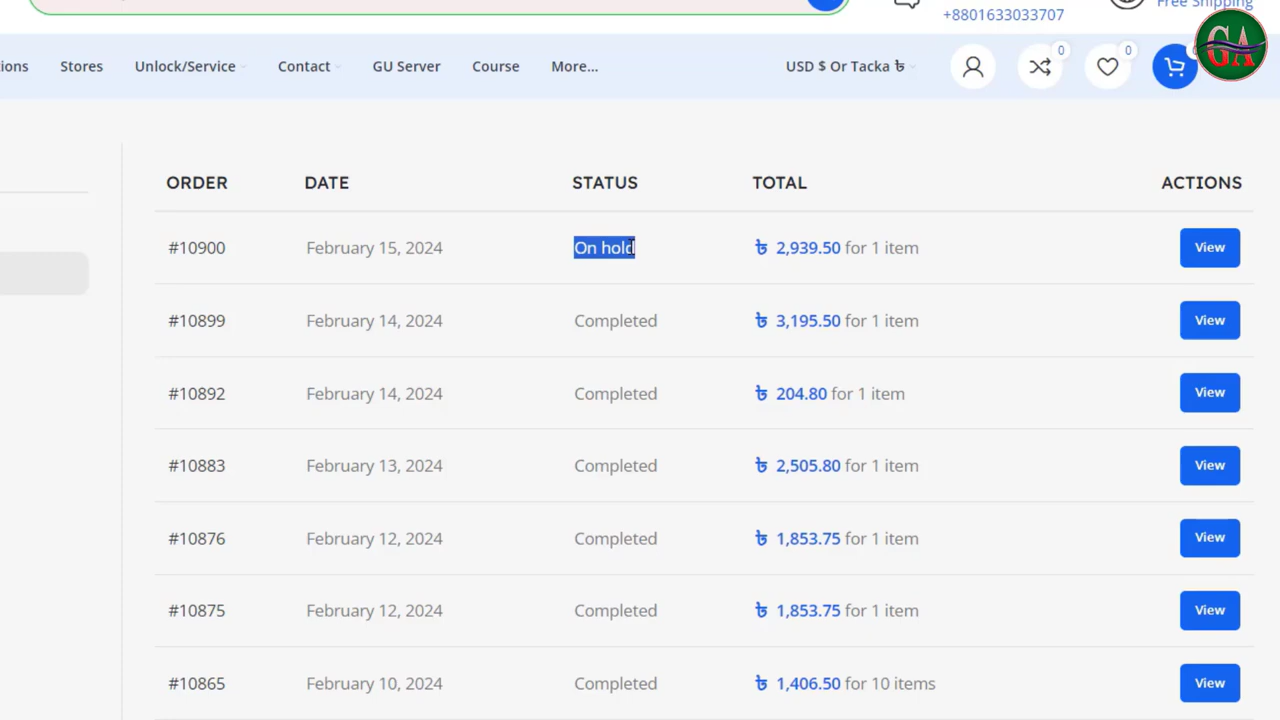 Free Shipping
+8801633033707
ions Stores Unlock/Service Contact GU Server Course More... USD $ Or Tacka ৳ 0 0
GA
ORDER DATE STATUS TOTAL ACTIONS
#10900 February 15, 2024 On hold ৳ 2,939.50 for 1 item View
#10899 February 14, 2024 Completed ৳ 3,195.50 for 1 item View
#10892 February 14, 2024 Completed ৳ 204.80 for 1 item View
#10883 February 13, 2024 Completed ৳ 2,505.80 for 1 item View
#10876 February 12, 2024 Completed ৳ 1,853.75 for 1 item View
#10875 February 12, 2024 Completed ৳ 1,853.75 for 1 item View
#10865 February 10, 2024 Completed ৳ 1,406.50 for 10 items View